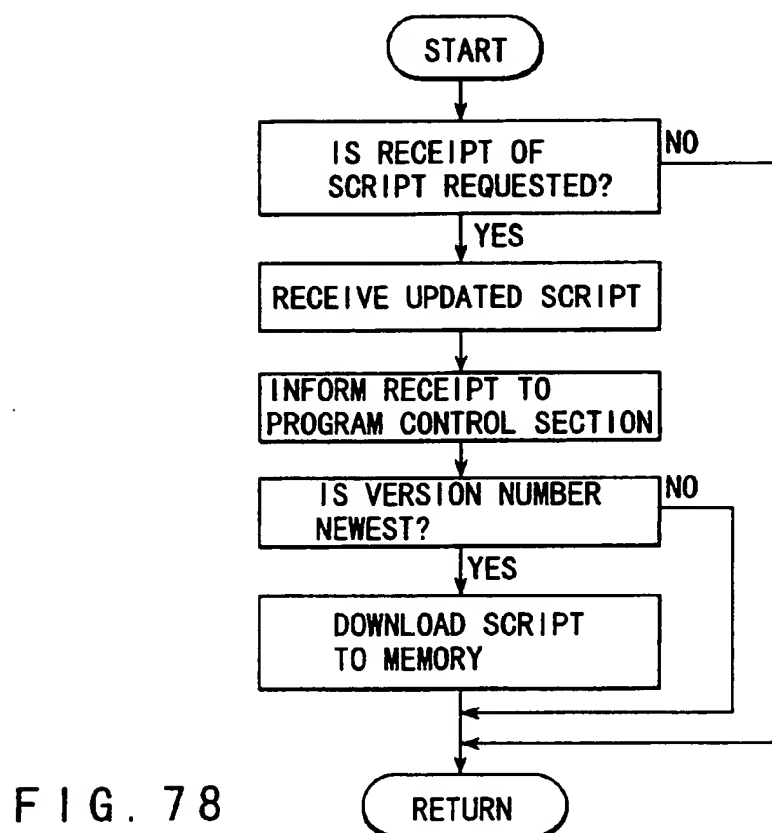 START
IS RECEIPT OF
SCRIPT REQUESTED?
NO
YES
RECEIVE UPDATED SCRIPT
INFORM RECEIPT TO
PROGRAM CONTROL SECTION
IS VERSION NUMBER
NEWEST?
NO
YES
DOWNLOAD SCRIPT
TO MEMORY
RETURN
FIG. 78